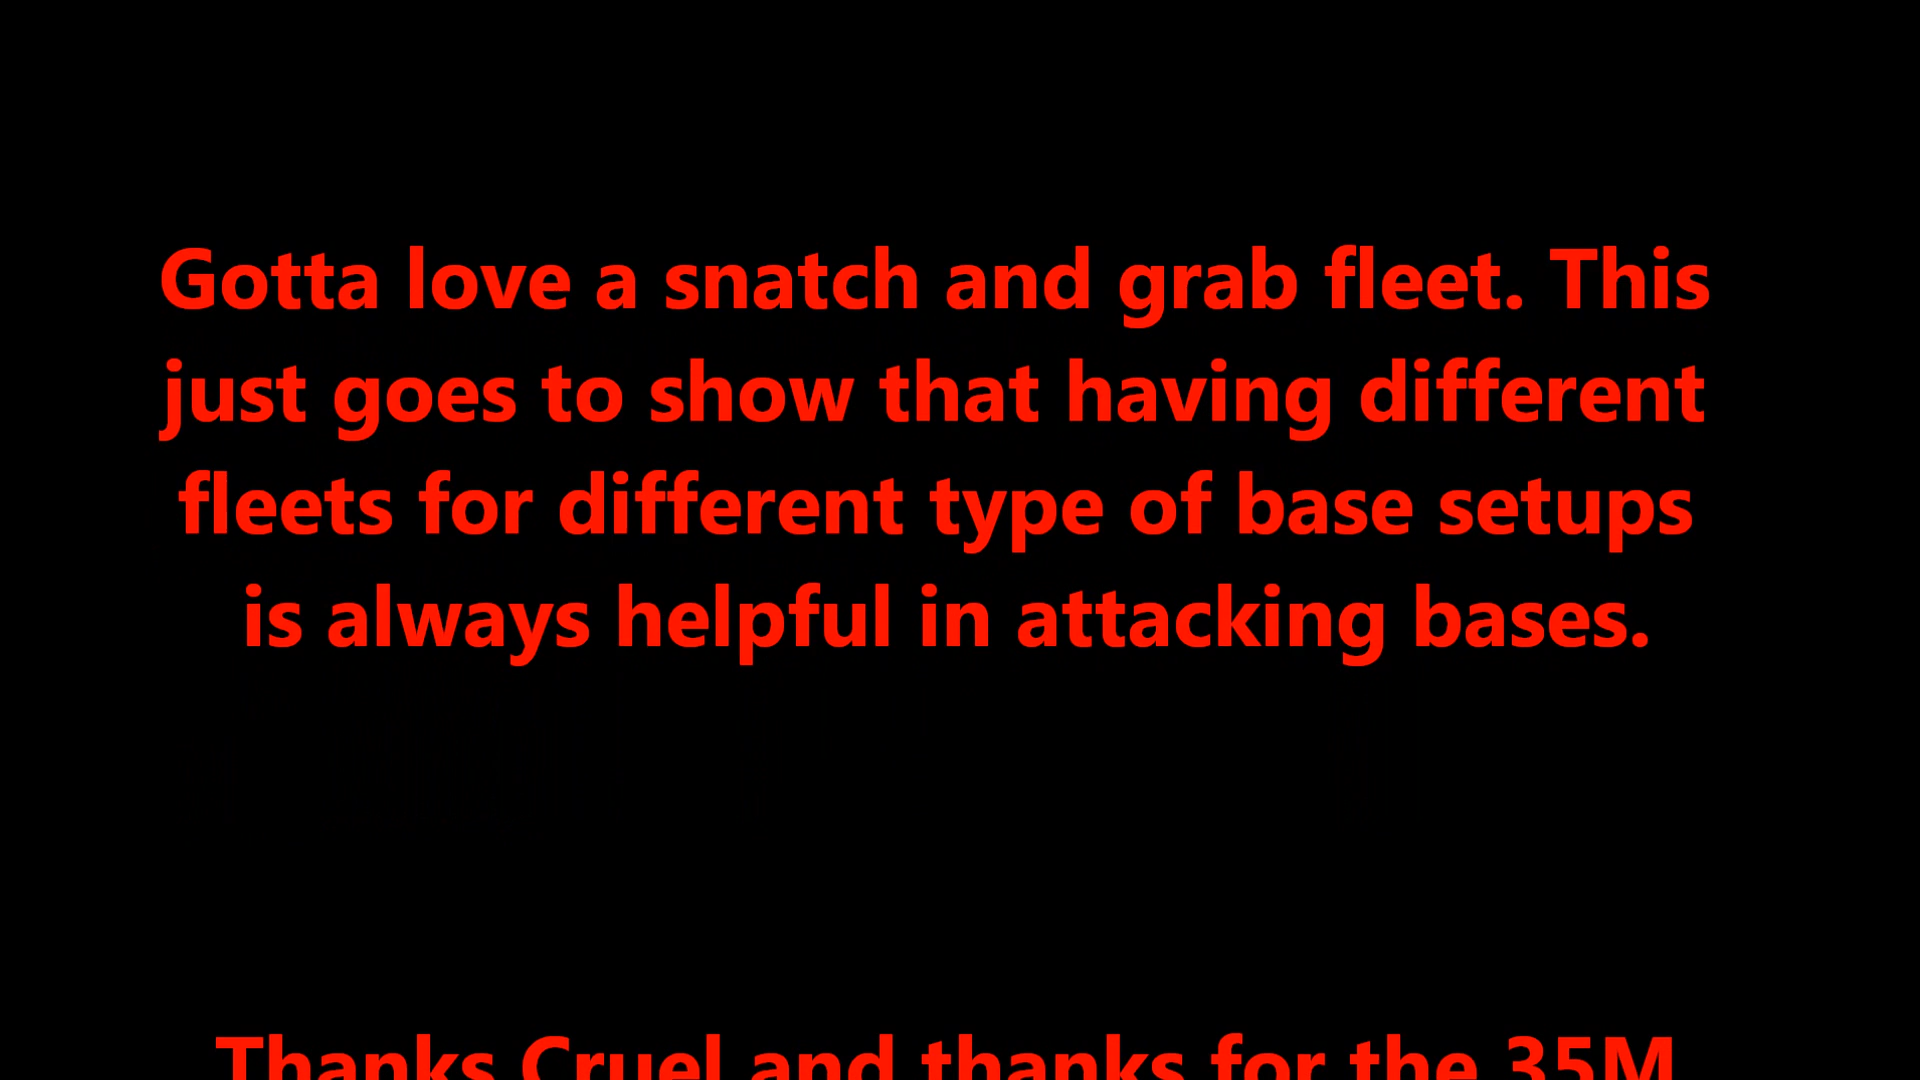 Gotta love a snatch and grab fleet. This
just goes to show that having different
fleets for different type of base setups
is always helpful in attacking bases.
Thanks Cruel and thanks for the 35M